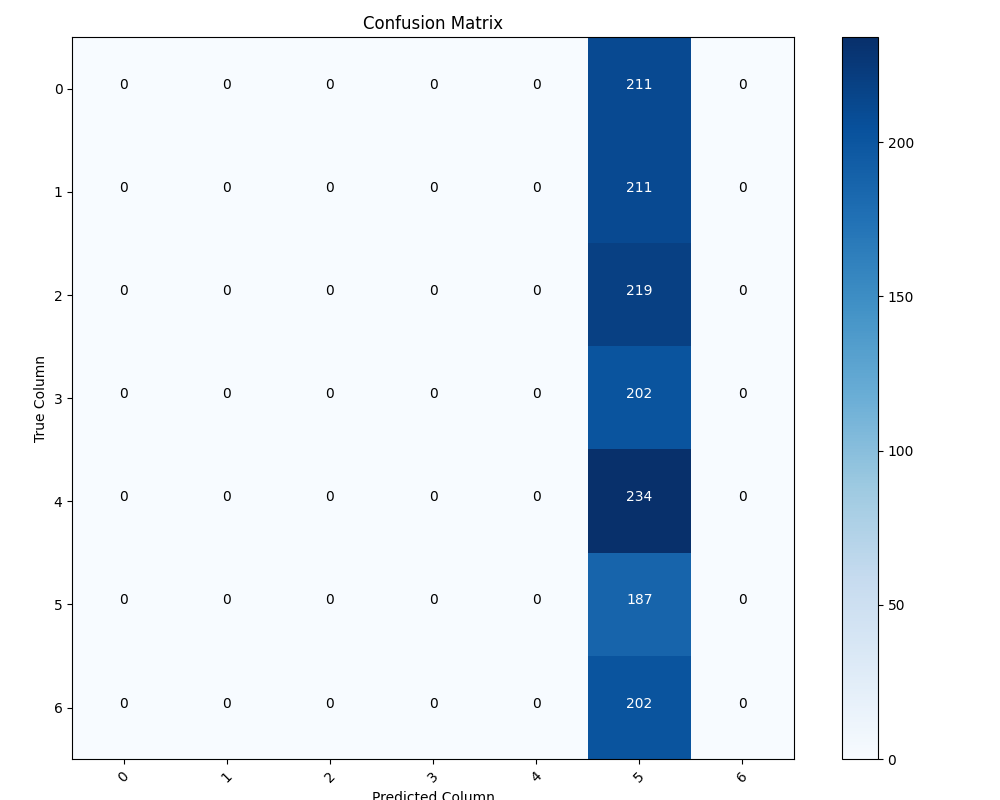 Confusion Matrix
0 0 0 0 0 0 211 0
1 0 0 0 0 0 211 0
2 0 0 0 0 0 219 0
3 0 0 0 0 0 202 0
4 0 0 0 0 0 234 0
5 0 0 0 0 0 187 0
6 0 0 0 0 0 202 0
True Column
0 1 2 3 4 5 6
Predicted Column
200
150
100
50
0